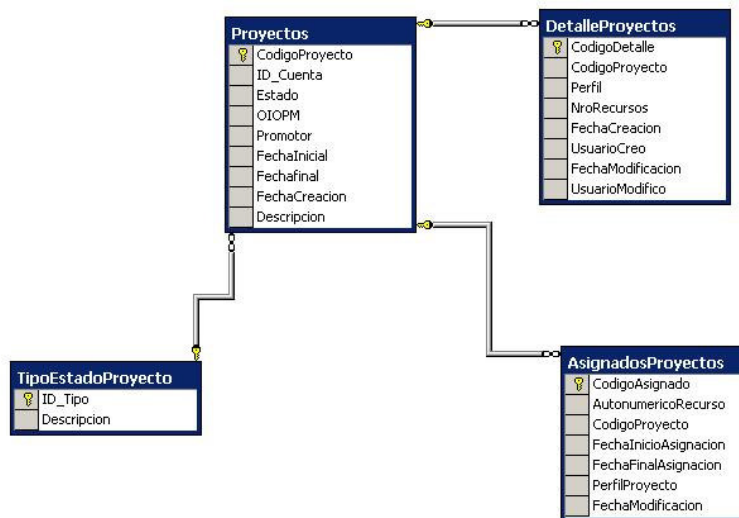 Proyectos
CodigoProyecto
ID_Cuenta
Estado
OIOPM
Promotor
FechaInicial
Fechafinal
FechaCreacion
Descripcion
DetalleProyectos
CodigoDetalle
CodigoProyecto
Perfil
NroRecursos
FechaCreacion
UsuarioCreo
FechaModificacion
UsuarioModifico
TipoEstadoProyecto
ID_Tipo
Descripcion
AsignadosProyectos
CodigoAsignado
AutonumericoRecurso
CodigoProyecto
FechaInicioAsignacion
FechaFinalAsignacion
PerfilProyecto
FechaModificacion